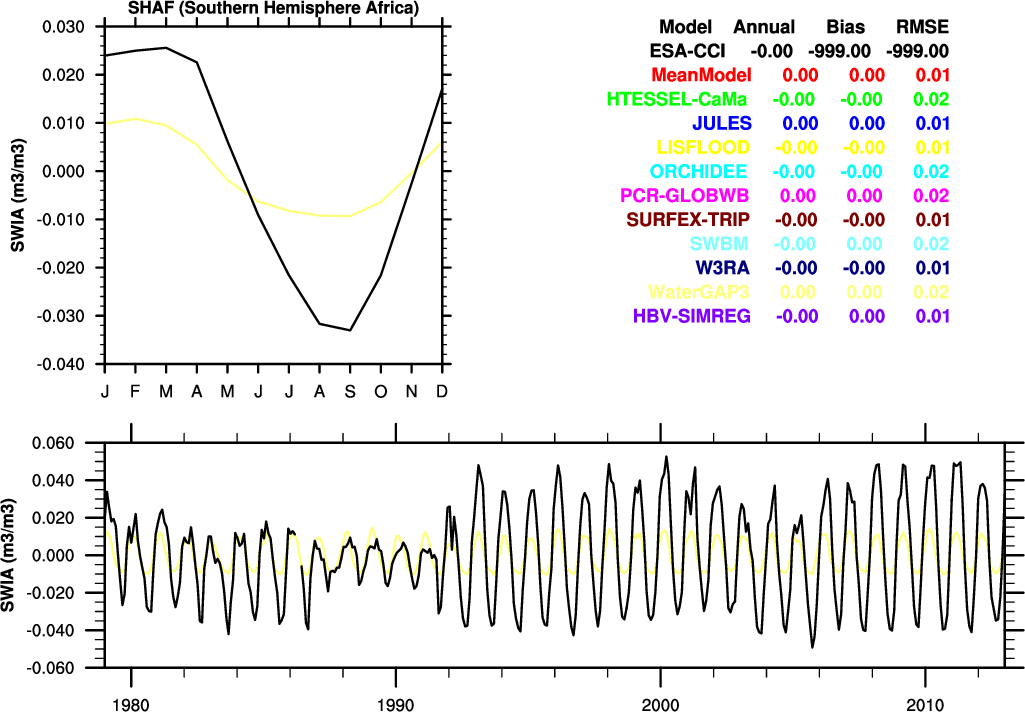 SHAF (Southern Hemisphere Africa)
0.030
0.020
0.010
0.000
-0.010
-0.020
-0.030
-0.040
SWIA (m3/m3)
J F M A M J J A S O N D
Model Annual Bias RMSE
ESA-CCI -0.00 -999.00 -999.00
MeanModel 0.00 0.00 0.01
HTESSEL-CaMa -0.00 -0.00 0.02
JULES 0.00 0.00 0.01
LISFLOOD -0.00 -0.00 0.01
ORCHIDEE -0.00 -0.00 0.02
PCR-GLOBWB 0.00 0.00 0.02
SURFEX-TRIP -0.00 -0.00 0.01
SWBM -0.00 0.00 0.02
W3RA -0.00 -0.00 0.01
WaterGAP3 0.00 0.00 0.02
HBV-SIMREG -0.00 0.00 0.01
0.060
0.040
0.020
0.000
-0.020
-0.040
-0.060
SWIA (m3/m3)
1980 1990 2000 2010